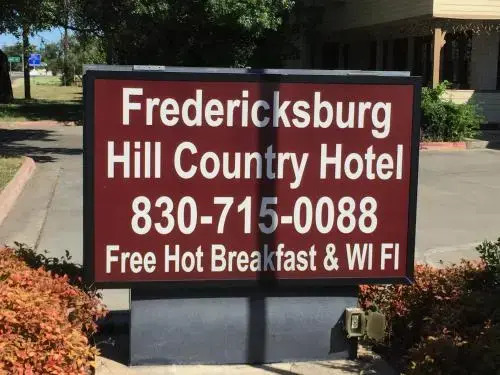 Fredericksburg
Hill Country Hotel
830-715-0088
Free Hot Breakfast & WI FI